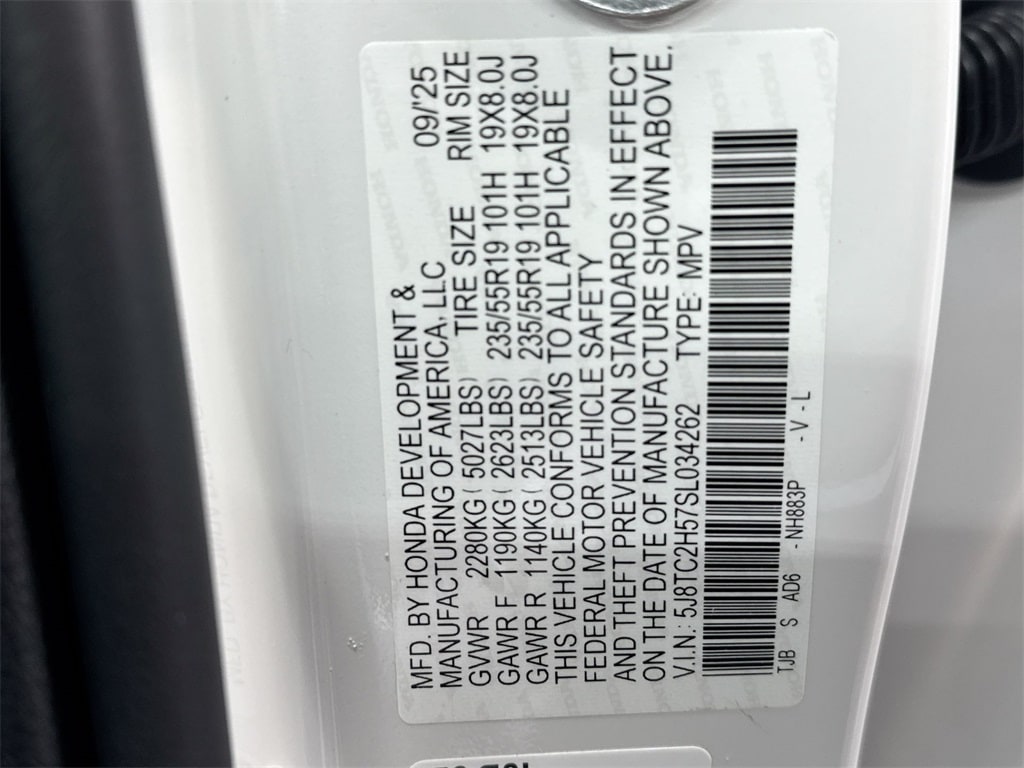 MFD. BY HONDA DEVELOPMENT &
MANUFACTURING OF AMERICA, LLC 09/'25
GVWR 2280KG ( 5027LBS) TIRE SIZE RIM SIZE
GAWR F 1190KG ( 2623LBS) 235/55R19 101H 19X8.0J
GAWR R 1140KG ( 2513LBS) 235/55R19 101H 19X8.0J
THIS VEHICLE CONFORMS TO ALL APPLICABLE
FEDERAL MOTOR VEHICLE SAFETY
AND THEFT PREVENTION STANDARDS IN EFFECT
ON THE DATE OF MANUFACTURE SHOWN ABOVE.
V.I.N: 5J8TC2H57SL034262 TYPE: MPV
TJB S AD6 - NH883P - V - L